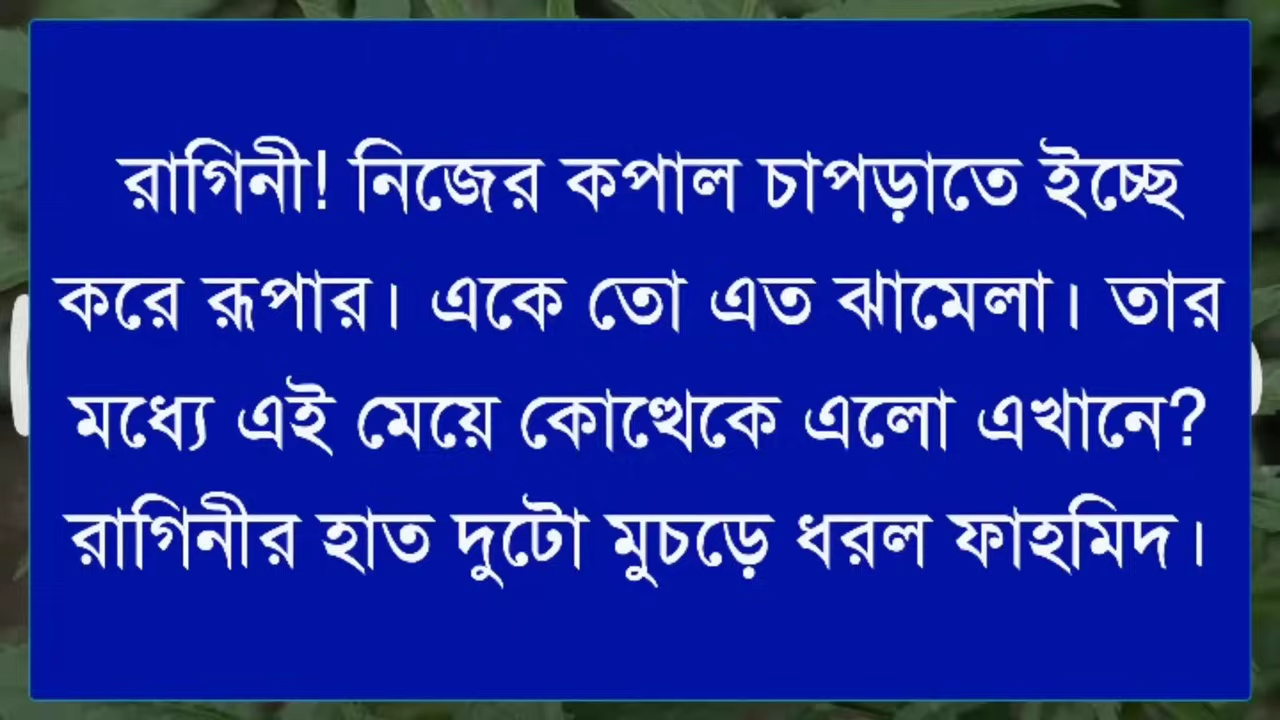 রাগিনী! নিজের কপাল চাপড়াতে ইচ্ছে
করে রূপার। একে তো এত ঝামেলা। তার
মধ্যে এই মেয়ে কোত্থেকে এলো এখানে?
রাগিনীর হাত দুটো মুচড়ে ধরল ফাহমিদ।